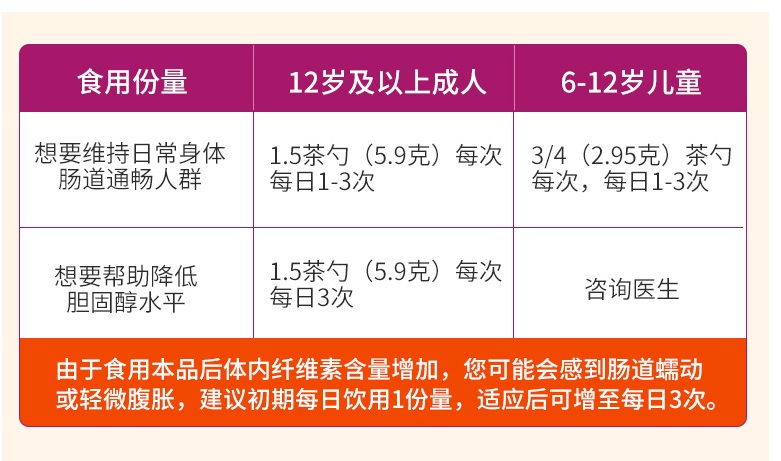 食用份量
12岁及以上成人
6-12岁儿童
想要维持日常身体
肠道通畅人群
1.5茶勺（5.9克）每次
每日1-3次
3/4（2.95克）茶勺
每次，每日1-3次
想要帮助降低
胆固醇水平
1.5茶勺（5.9克）每次
每日3次
咨询医生
由于食用本品后体内纤维素含量增加，您可能会感到肠道蠕动
或轻微腹胀，建议初期每日饮用1份量，适应后可增至每日3次。